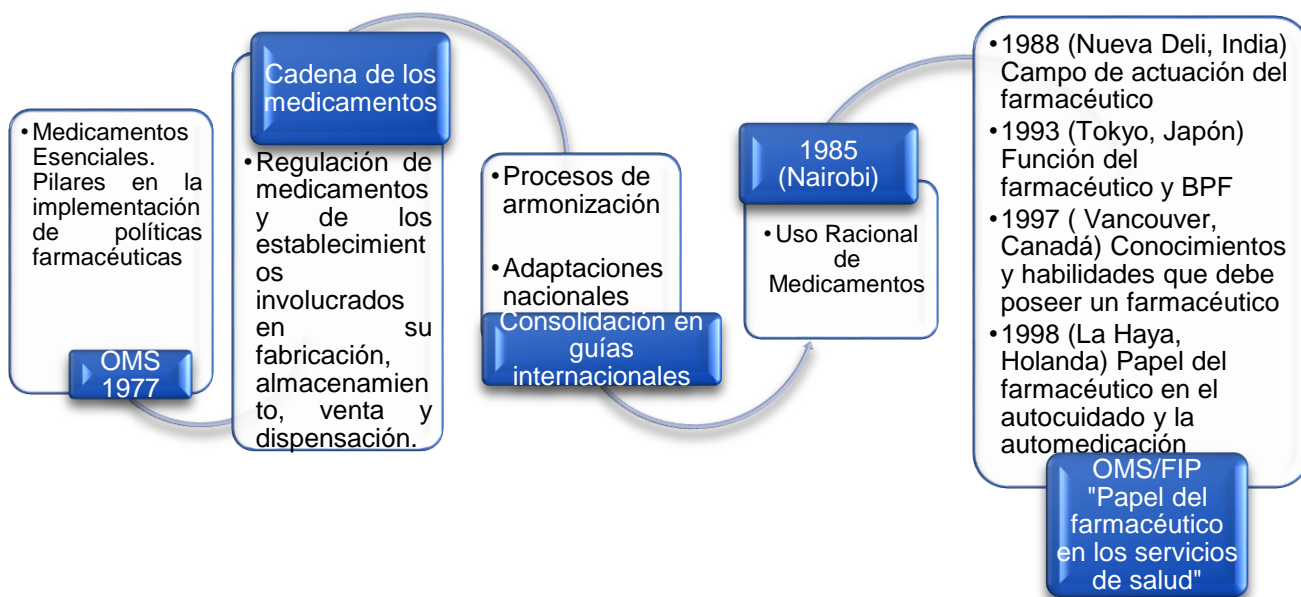 •Medicamentos
Esenciales.
Pilares en la
implementación
de políticas
farmacéuticas
OMS
1977
Cadena de los
medicamentos
•Regulación de
medicamentos
y de los
establecimient
os
involucrados
en su
fabricación,
almacenamien
to, venta y
dispensación.
•Procesos de
armonización
•Adaptaciones
nacionales
Consolidación en
guías
internacionales
1985
(Nairobi)
•Uso Racional
de
Medicamentos
•1988 (Nueva Deli, India)
Campo de actuación del
farmacéutico
•1993 (Tokyo, Japón)
Función del
farmacéutico y BPF
•1997 ( Vancouver,
Canadá) Conocimientos
y habilidades que debe
poseer un farmacéutico
•1998 (La Haya,
Holanda) Papel del
farmacéutico en el
autocuidado y la
automedicación
OMS/FIP
"Papel del
farmacéutico
en los servicios
de salud"